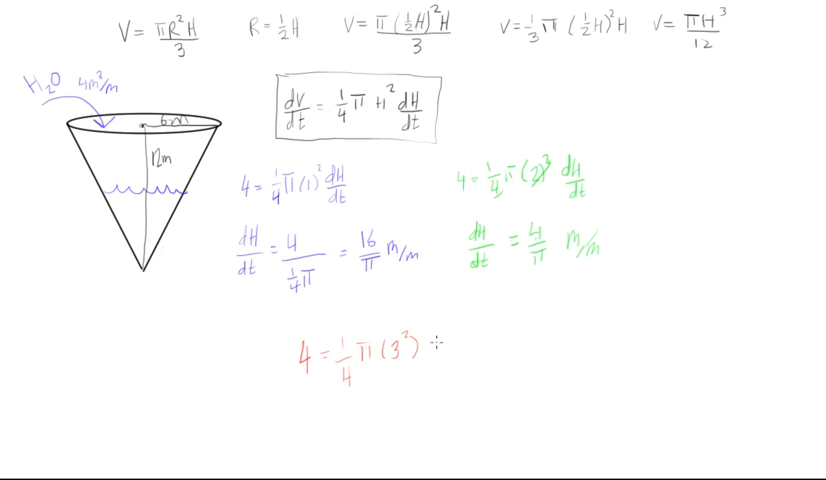 V = πR²H/3   R = ½H   V = π(½H)²H/3   V = ⅓π (½H)²H   V = πH³/12
H₂O 4m³/m
6m
dV/dt = ¼π H² dH/dt
12m
4 = ¼π(1)² dH/dt   4 = ¼π(2)² dH/dt
dH/dt = 4/¼π = 16/π m/m   dH/dt = 4/π m/m
4 = ¼π(3²)